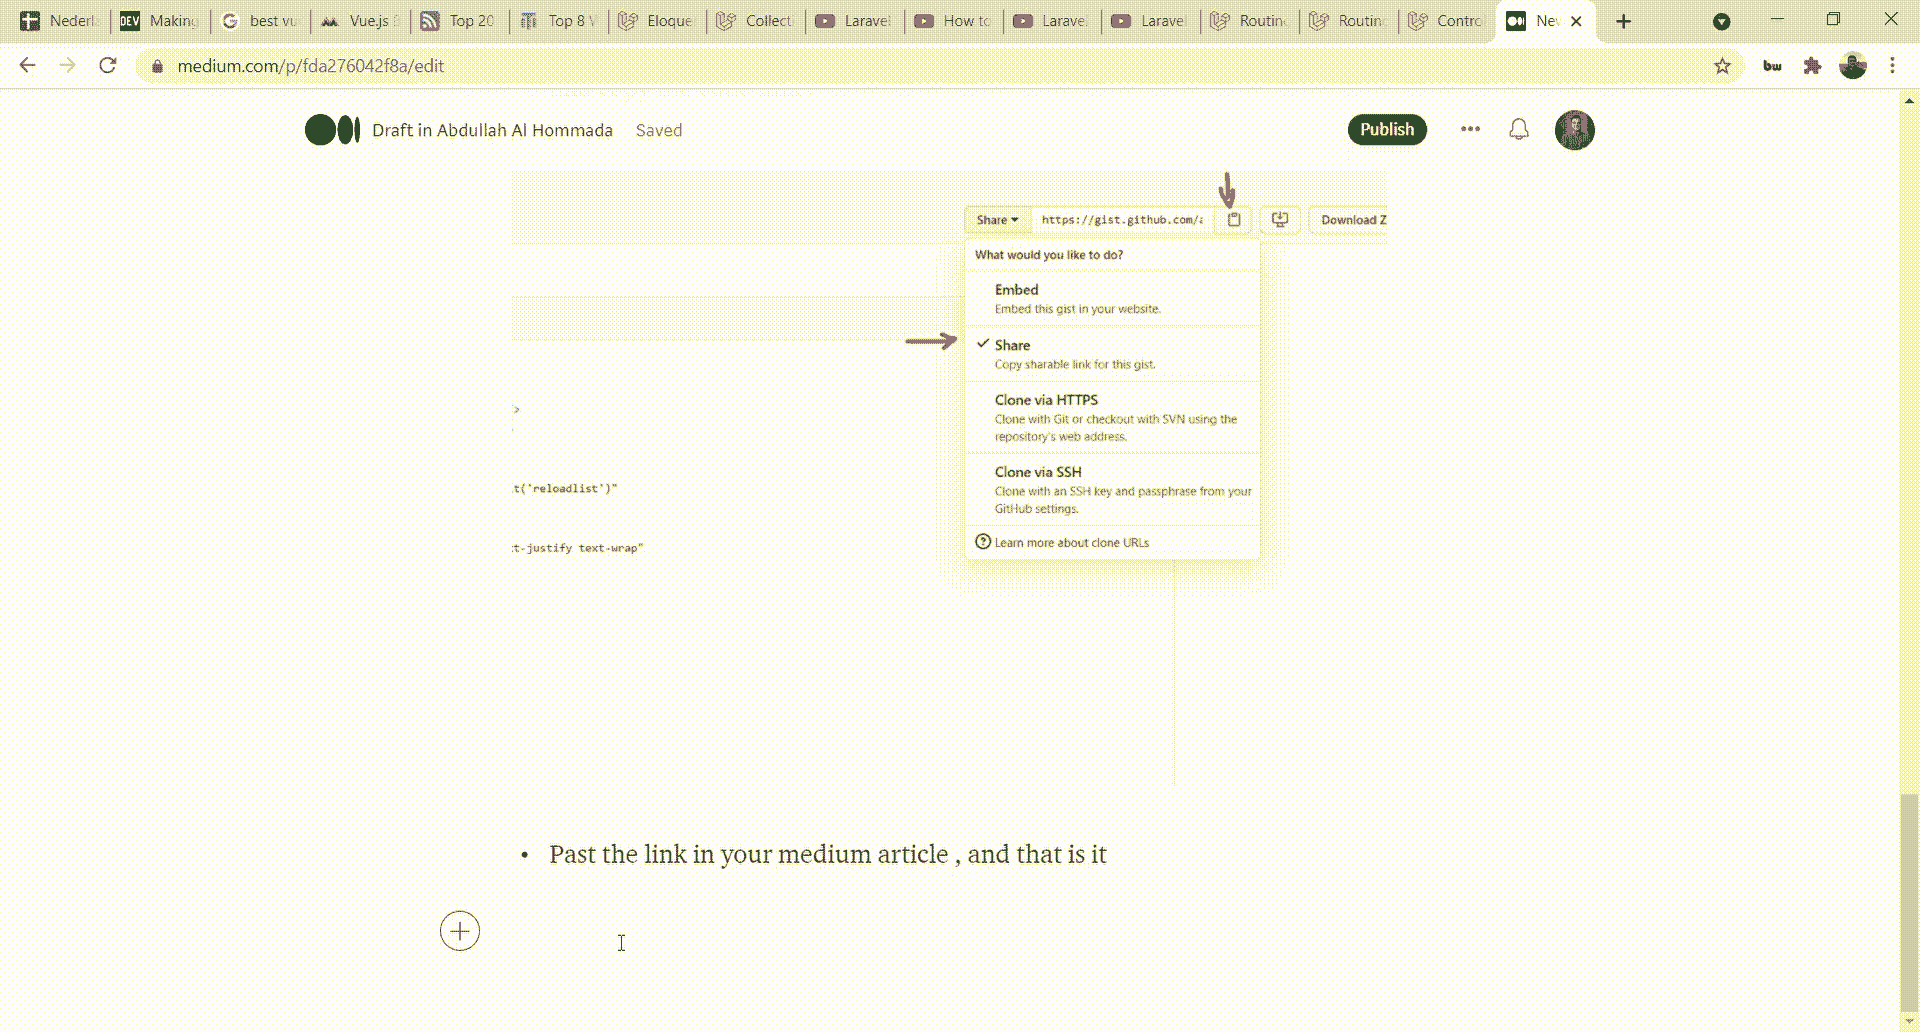 Nederl
DEV Making
best vu
Vue.js
Top 20
Top 8
Eloque
Collect
Laravel
How to
Laravel
Laravel
Routing
Routing
Contro
Nev
medium.com/p/fda276042f8a/edit
bw
Draft in Abdullah Al Hommada Saved
Publish
Share https://gist.github.com/a Download Z
What would you like to do?
Embed
Embed this gist in your website.
Share
Copy sharable link for this gist.
Clone via HTTPS
Clone with Git or checkout with SVN using the
repository's web address.
Clone via SSH
Clone with an SSH key and passphrase from your
GitHub settings.
Learn more about clone URLs
>
t('reloadlist')"
t-justify text-wrap"
• Past the link in your medium article , and that is it